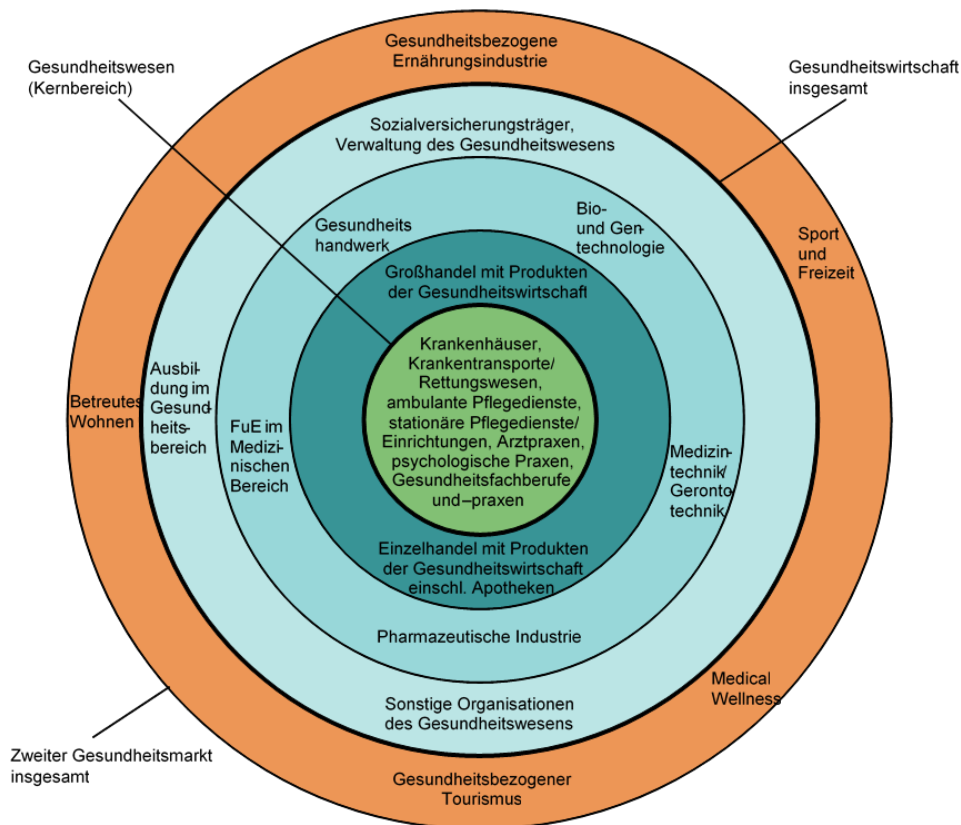 Gesundheitsbezogene
Ernährungsindustrie
Gesundheitswesen
(Kernbereich)
Gesundheitswirtschaft
insgesamt
Sozialversicherungsträger,
Verwaltung des Gesundheitswesens
Gesundheits
handwerk
Bio-
und Gen-
technologie
Sport
und
Freizeit
Großhandel mit Produkten
der Gesundheitswirtschaft
Krankenhäuser,
Krankentransporte/
Rettungswesen,
ambulante Pflegedienste,
stationäre Pflegedienste/
Einrichtungen, Arztpraxen,
psychologische Praxen,
Gesundheitsfachberufe
und–praxen
Betreutes
Wohnen
Ausbil-
dung im
Gesund-
heits-
bereich
FuE im
Medizi-
nischen
Bereich
Medizin-
technik/
Geronto-
technik
Einzelhandel mit Produkten
der Gesundheitswirtschaft
einschl. Apotheken
Pharmazeutische Industrie
Medical
Wellness
Sonstige Organisationen
des Gesundheitswesens
Zweiter Gesundheitsmarkt
insgesamt
Gesundheitsbezogener
Tourismus